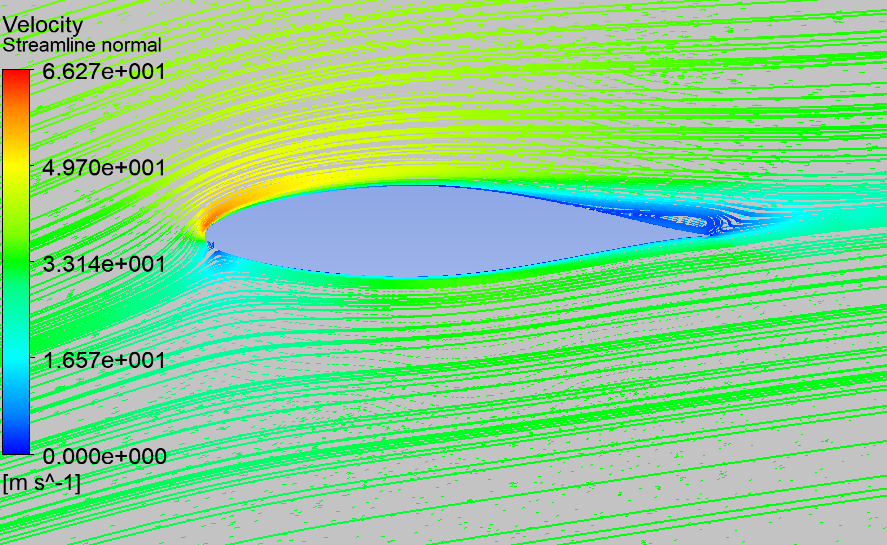 Velocity
Streamline normal
6.627e+001
4.970e+001
3.314e+001
1.657e+001
0.000e+000
[m s^-1]